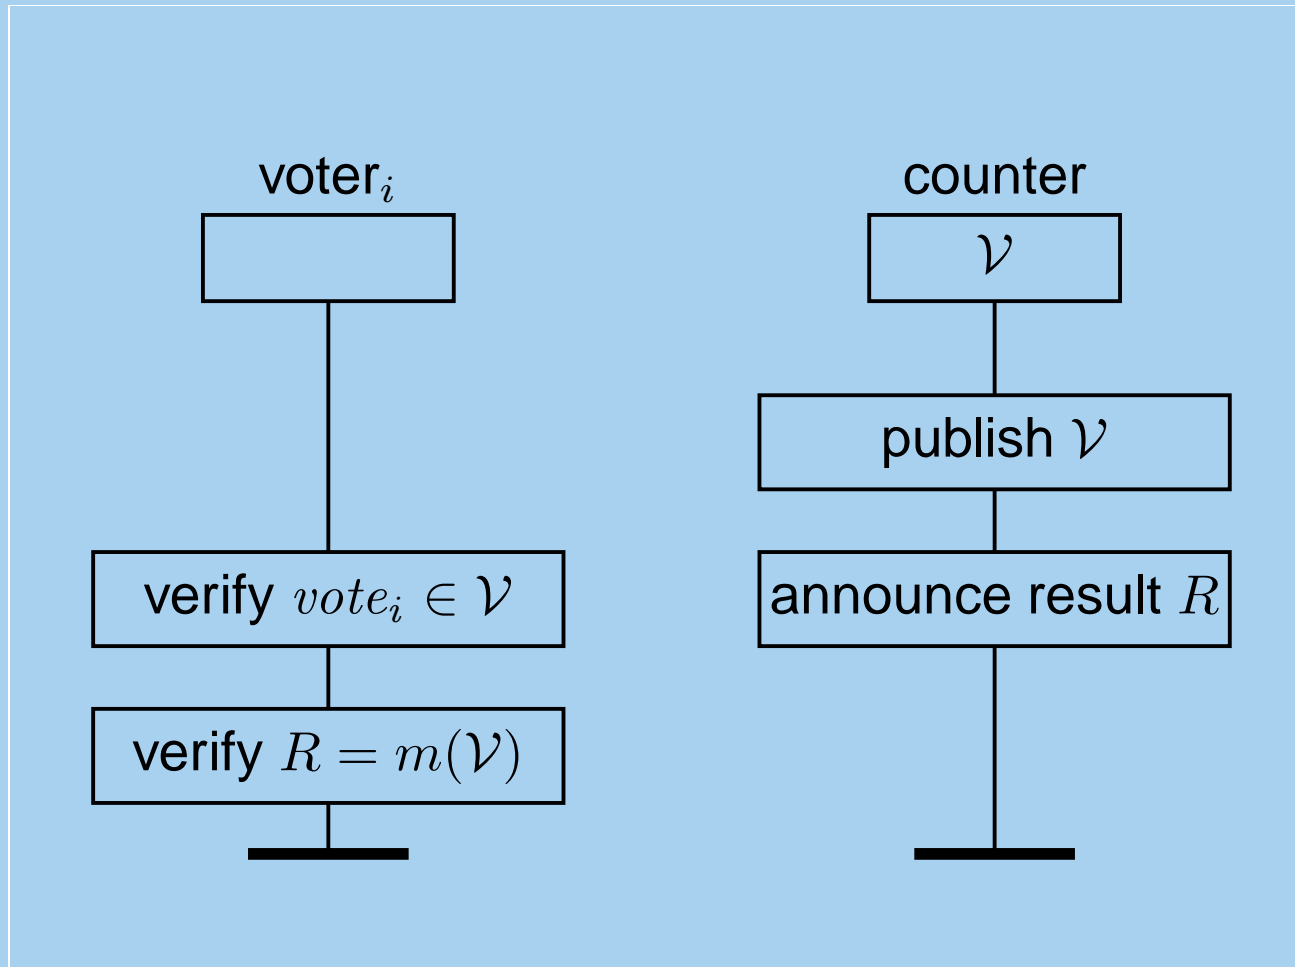 voter_i
counter
𝒱
publish 𝒱
verify vote_i ∈ 𝒱
announce result R
verify R = m(𝒱)